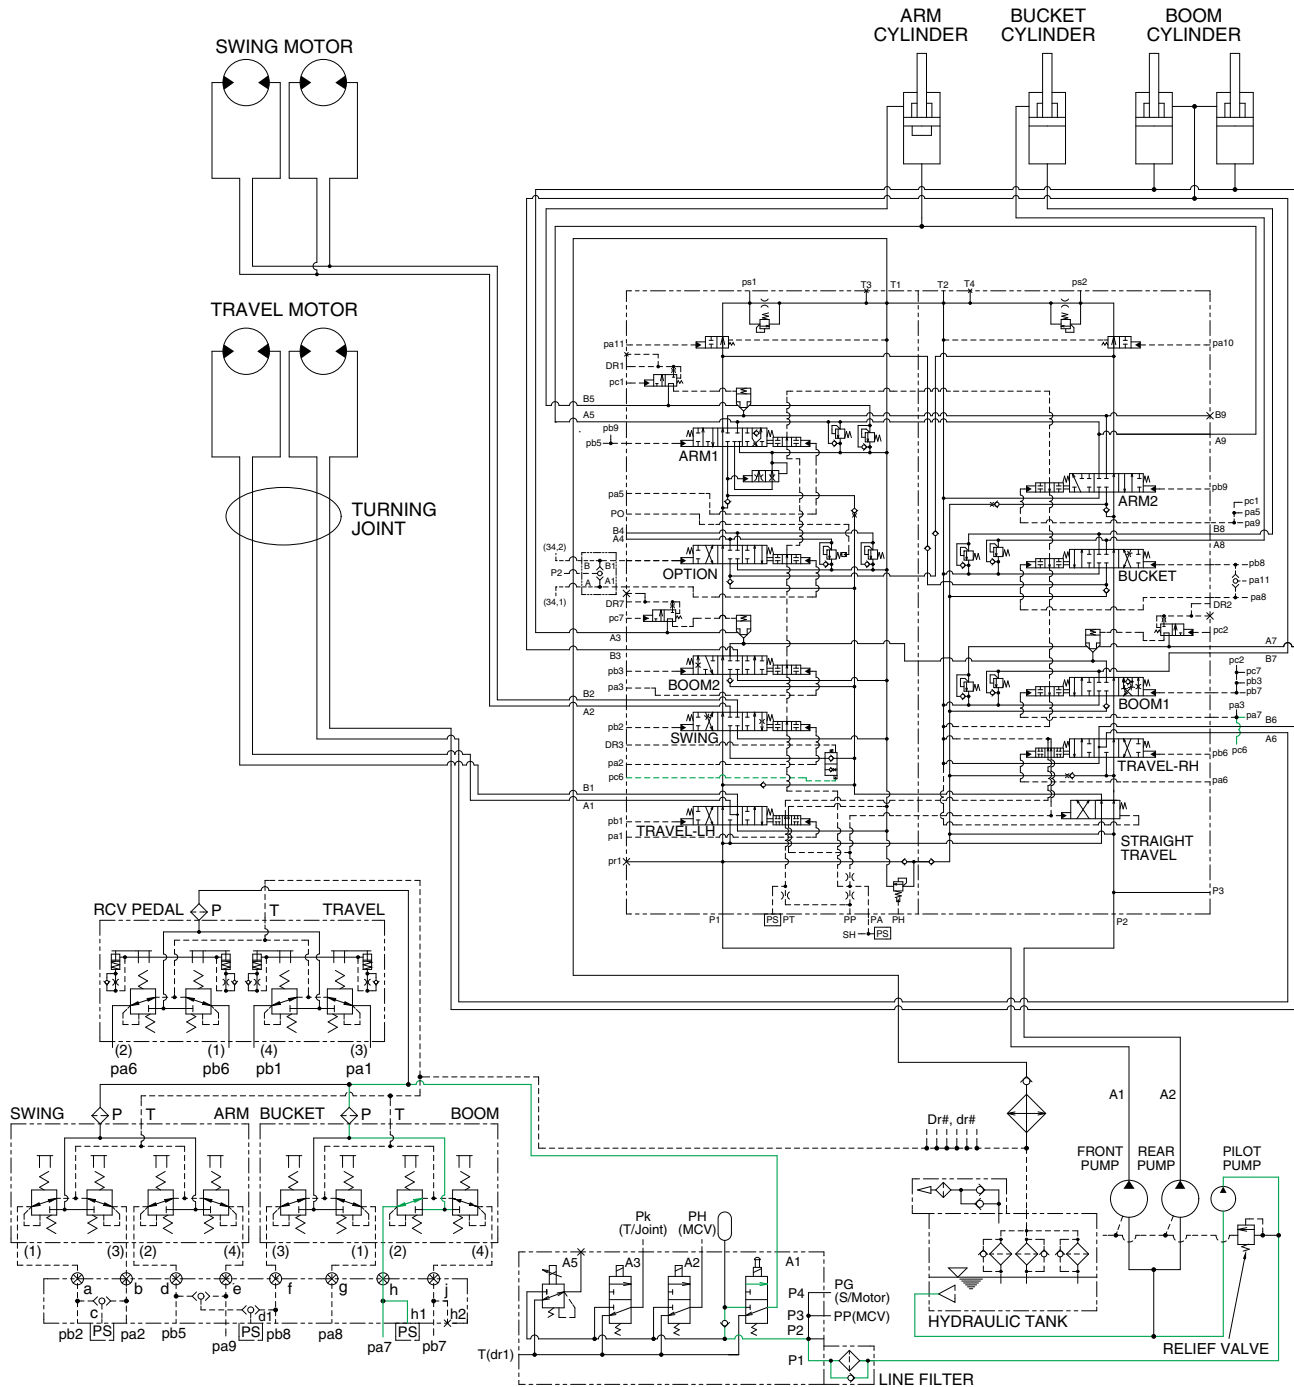 ARM
CYLINDER
BUCKET
CYLINDER
BOOM
CYLINDER
SWING MOTOR
TRAVEL MOTOR
TURNING
JOINT
ps1
T3
T1
T2
T4
ps2
pa11
pa10
DR1
pc1
B5
A5
B9
A9
pb9
pb5
ARM1
ARM2
pb9
pa5
pc1
pa5
pa9
PO
B4
A4
B8
A8
(34,2)
B
B1
P2
A
A1
(34,1)
OPTION
BUCKET
pb8
pa11
pa8
DR7
DR2
pc7
pc2
A3
A7
B3
B7
pb3
BOOM2
pa3
pc2
pc7
pb3
pb7
BOOM1
B2
A2
pa3
pa7
B6
A6
pc6
pb2
SWING
DR3
pa2
pc6
pb6
TRAVEL-RH
pa6
B1
A1
pb1
TRAVEL-LH
pa1
STRAIGHT
TRAVEL
pr1
P3
P1
PS
PT
PP
PA
PH
P2
SH
PS
RCV PEDAL
P
T
TRAVEL
(2)
(1)
(4)
(3)
pa6
pb6
pb1
pa1
SWING
P
T
ARM
BUCKET
P
T
BOOM
(1)
(3)
(2)
(4)
(3)
(1)
(2)
(4)
a
b
d
e
f
g
h
j
c
d1
h1
h2
pb2
PS
pa2
pb5
pa9
PS
pb8
pa8
pa7
PS
pb7
A1
A2
Dr#, dr#
FRONT
PUMP
REAR
PUMP
PILOT
PUMP
Pk
(T/Joint)
PH
(MCV)
A5
A3
A2
A1
P4
PG
(S/Motor)
P3
PP(MCV)
P2
P1
T(dr1)
LINE FILTER
HYDRAULIC TANK
RELIEF VALVE